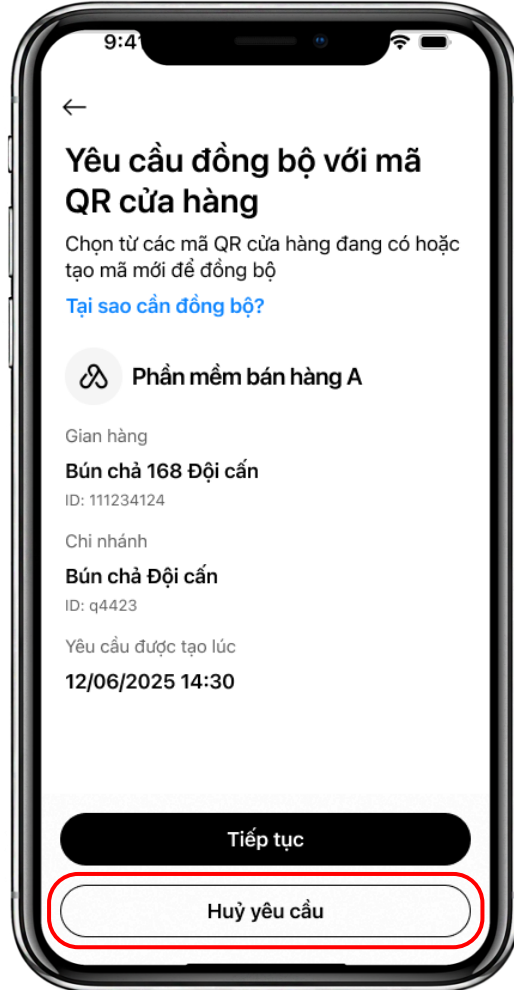 9:41
Yêu cầu đồng bộ với mã
QR cửa hàng
Chọn từ các mã QR cửa hàng đang có hoặc
tạo mã mới để đồng bộ
Tại sao cần đồng bộ?
Phần mềm bán hàng A
Gian hàng
Bún chả 168 Đội cấn
ID: 111234124
Chi nhánh
Bún chả Đội cấn
ID: q4423
Yêu cầu được tạo lúc
12/06/2025 14:30
Tiếp tục
Huỷ yêu cầu